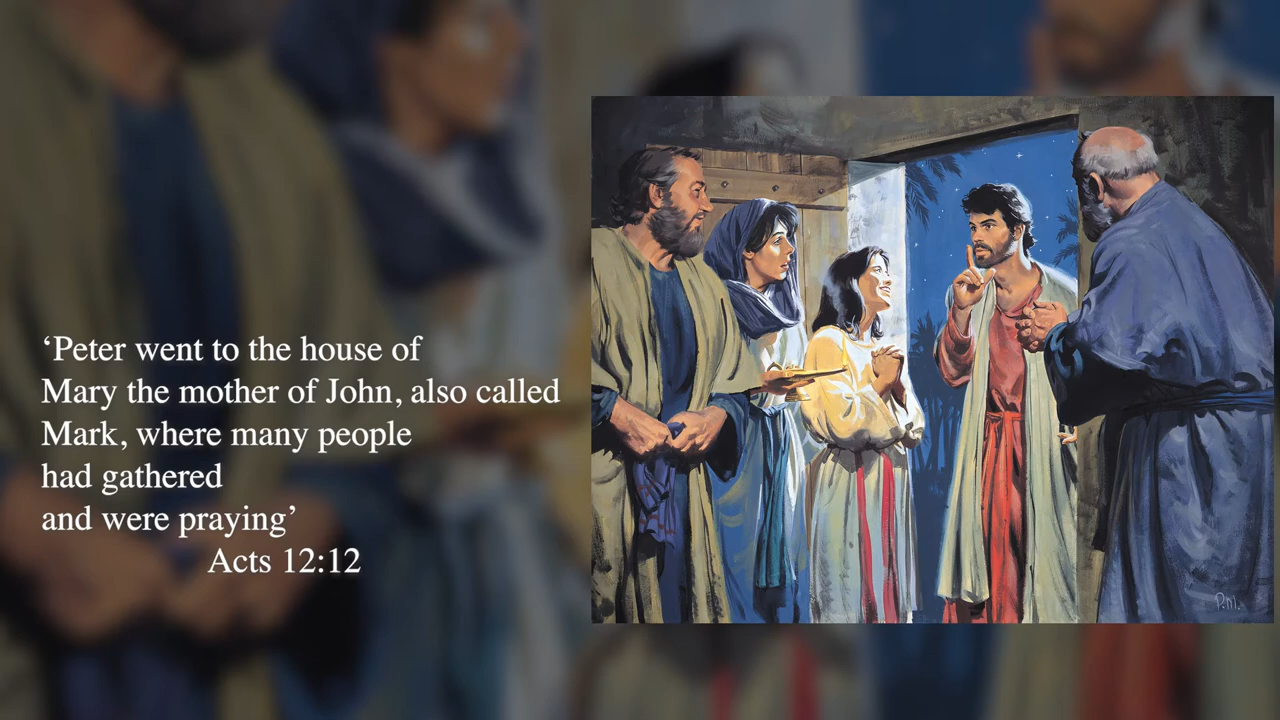 ‘Peter went to the house of
Mary the mother of John, also called
Mark, where many people
had gathered
and were praying’
Acts 12:12
P.M.